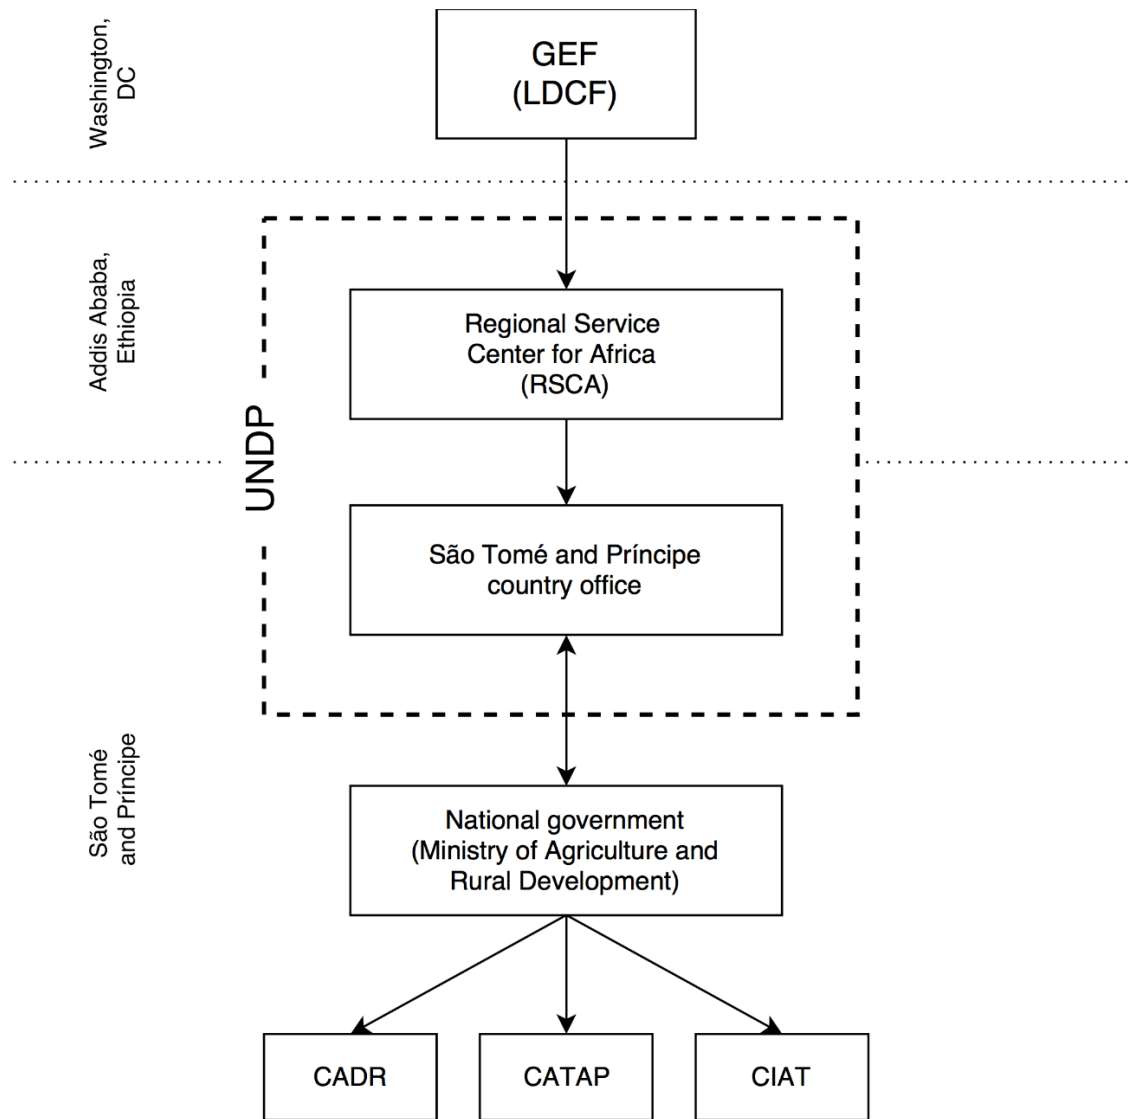 Washington,
DC
GEF
(LDCF)
Addis Ababa,
Ethiopia
UNDP
Regional Service
Center for Africa
(RSCA)
São Tomé and Príncipe
country office
São Tomé
and Príncipe
National government
(Ministry of Agriculture and
Rural Development)
CADR
CATAP
CIAT